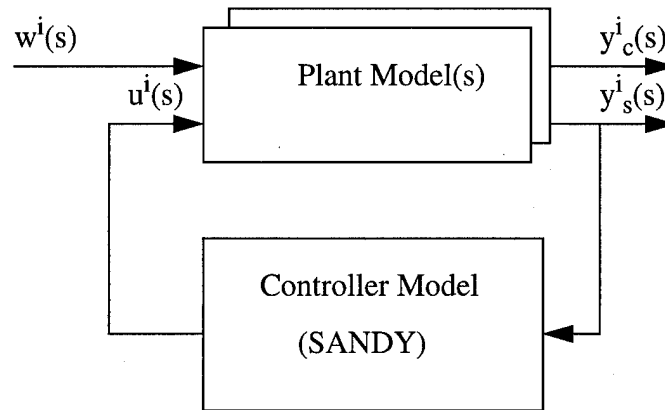 w^i(s)
y^i_c(s)
Plant Model(s)
u^i(s)
y^i_s(s)
Controller Model
(SANDY)